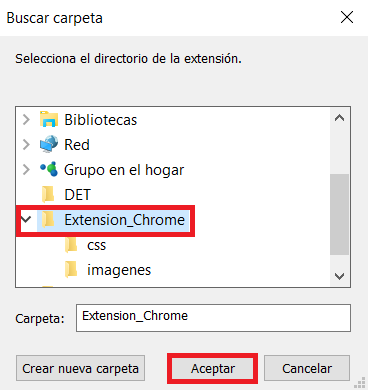 Buscar carpeta
Selecciona el directorio de la extensión.
Bibliotecas
Red
Grupo en el hogar
DET
Extension_Chrome
css
imagenes
Carpeta: Extension_Chrome
Crear nueva carpeta Aceptar Cancelar